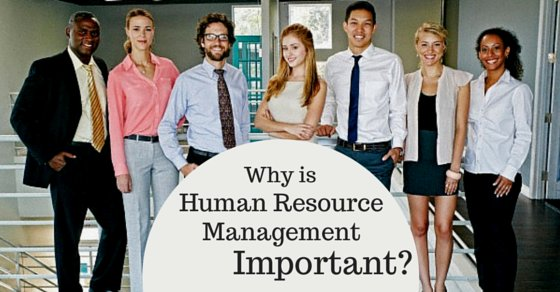 Why is
Human Resource
Management
Important?